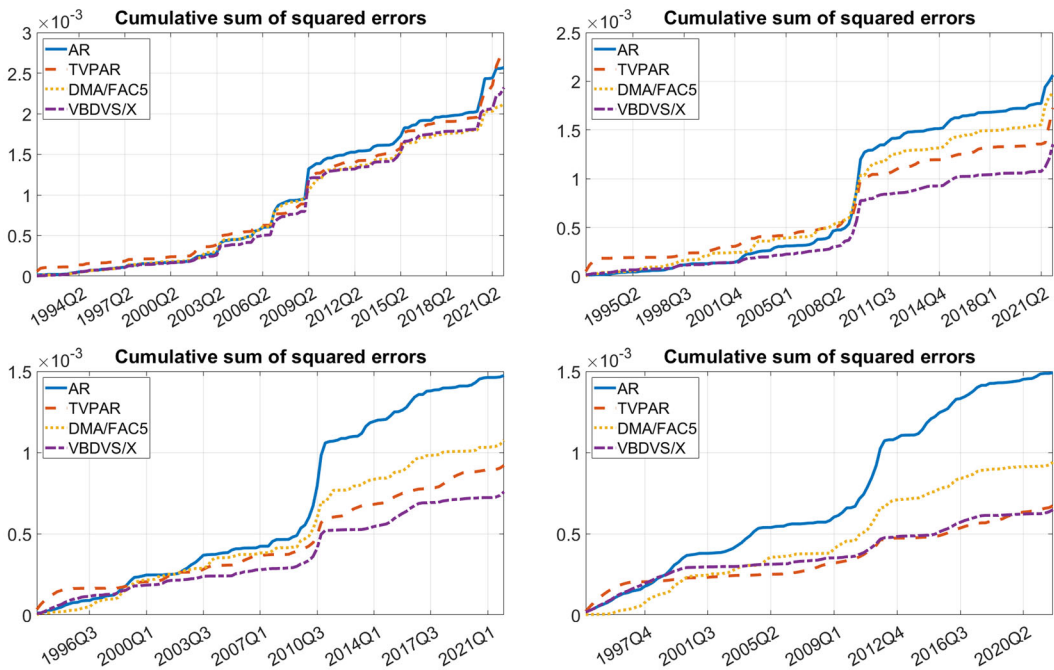 Cumulative sum of squared errors
×10⁻³
3
2.5
2
1.5
1
0.5
0
AR
TVPAR
DMA/FAC5
VBDVS/X
1994Q2 1997Q2 2000Q2 2003Q2 2006Q2 2009Q2 2012Q2 2015Q2 2018Q2 2021Q2
Cumulative sum of squared errors
×10⁻³
2.5
2
1.5
1
0.5
0
AR
TVPAR
DMA/FAC5
VBDVS/X
1995Q2 1998Q3 2001Q4 2005Q1 2008Q2 2011Q3 2014Q4 2018Q1 2021Q2
Cumulative sum of squared errors
×10⁻³
1.5
1
0.5
0
AR
TVPAR
DMA/FAC5
VBDVS/X
1996Q3 2000Q1 2003Q3 2007Q1 2010Q3 2014Q1 2017Q3 2021Q1
Cumulative sum of squared errors
×10⁻³
1.5
1
0.5
0
AR
TVPAR
DMA/FAC5
VBDVS/X
1997Q4 2001Q3 2005Q2 2009Q1 2012Q4 2016Q3 2020Q2